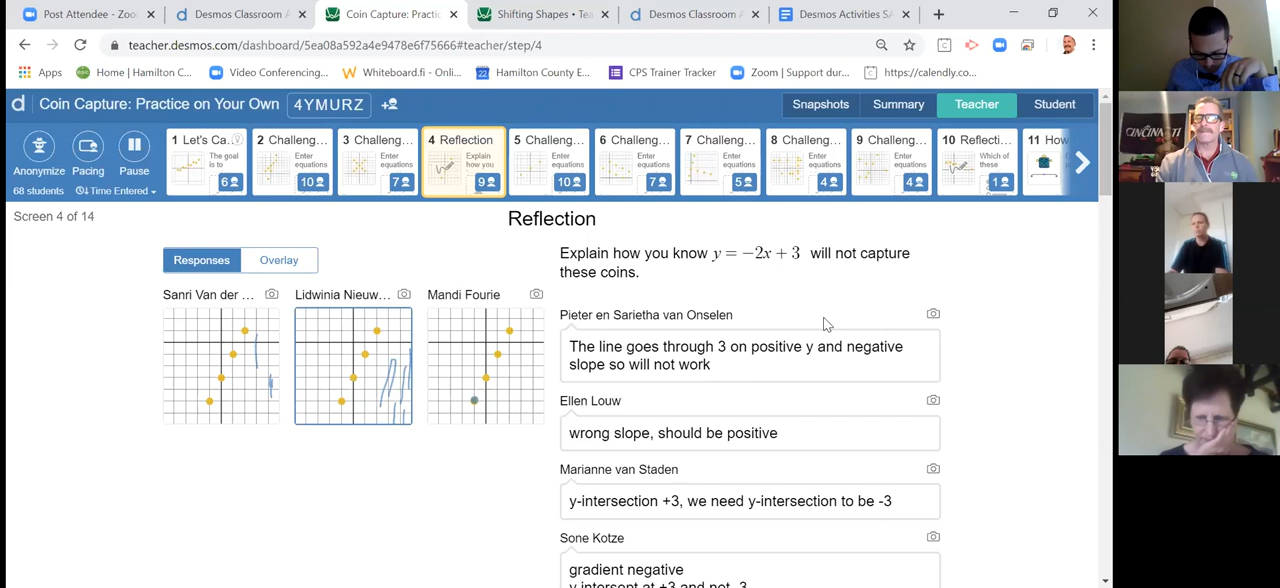 Post Attendee - Zoo
Desmos Classroom A
Coin Capture: Practic
Shifting Shapes • Tea
Desmos Classroom A
Desmos Activities SA
teacher.desmos.com/dashboard/5ea08a592a4e9478e6f75666#teacher/step/4
Apps
Home | Hamilton C...
Video Conferencing...
Whiteboard.fi - Onli...
22
Hamilton County E...
CPS Trainer Tracker
Zoom | Support dur...
https://calendly.co...
d
Coin Capture: Practice on Your Own
4YMURZ
Snapshots
Summary
Teacher
Student
Anonymize
Pacing
Pause
68 students
Time Entered
1 Let's Ca...
The goal is to
6
2 Challeng...
Enter equations
10
3 Challeng...
Enter equations
7
4 Reflection
Explain how you
9
5 Challeng...
Enter equations
10
6 Challeng...
Enter equations
7
7 Challeng...
Enter equations
5
8 Challeng...
Enter equations
4
9 Challeng...
Enter equations
4
10 Reflecti...
Which of these
1
11 How
Screen 4 of 14
Reflection
Responses
Overlay
Sanri Van der ...
Lidwinia Nieuw...
Mandi Fourie
Explain how you know y = −2x + 3 will not capture
these coins.
Pieter en Sarietha van Onselen
The line goes through 3 on positive y and negative
slope so will not work
Ellen Louw
wrong slope, should be positive
Marianne van Staden
y-intersection +3, we need y-intersection to be -3
Sone Kotze
gradient negative
y intersept at +3 and not -3
CINCINNATI